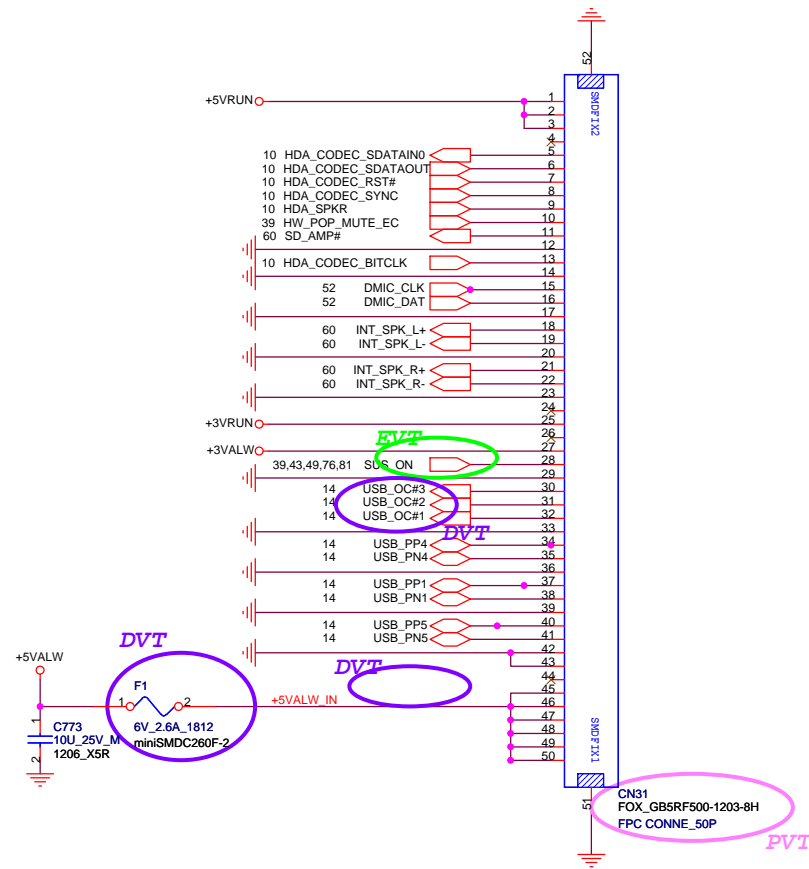 52
SMDFIX2
+5VRUN
1
2
3
4
10 HDA_CODEC_SDATAIN0 5
10 HDA_CODEC_SDATAOUT 6
10 HDA_CODEC_RST# 7
10 HDA_CODEC_SYNC 8
10 HDA_SPKR 9
39 HW_POP_MUTE_EC 10
60 SD_AMP# 11
12
10 HDA_CODEC_BITCLK 13
14
52 DMIC_CLK 15
52 DMIC_DAT 16
17
60 INT_SPK_L+ 18
60 INT_SPK_L- 19
20
60 INT_SPK_R+ 21
60 INT_SPK_R- 22
23
24
+3VRUN 25
EVT 26
+3VALW 27
39,43,49,76,81 SUS_ON 28
29
14 USB_OC#3 30
14 USB_OC#2 31
14 USB_OC#1 32
DVT 33
14 USB_PP4 34
14 USB_PN4 35
36
14 USB_PP1 37
14 USB_PN1 38
39
14 USB_PP5 40
14 USB_PN5 41
DVT 42
+5VALW DVT 43
44
F1 45
1 2 +5VALW_IN 46
1 C773 6V_2.6A_1812 47
10U_25V_M miniSMDC260F-2 48
2 1206_X5R 49
50
SMDFIX1
51
CN31
FOX_GB5RF500-1203-8H
FPC CONNE_50P
PVT